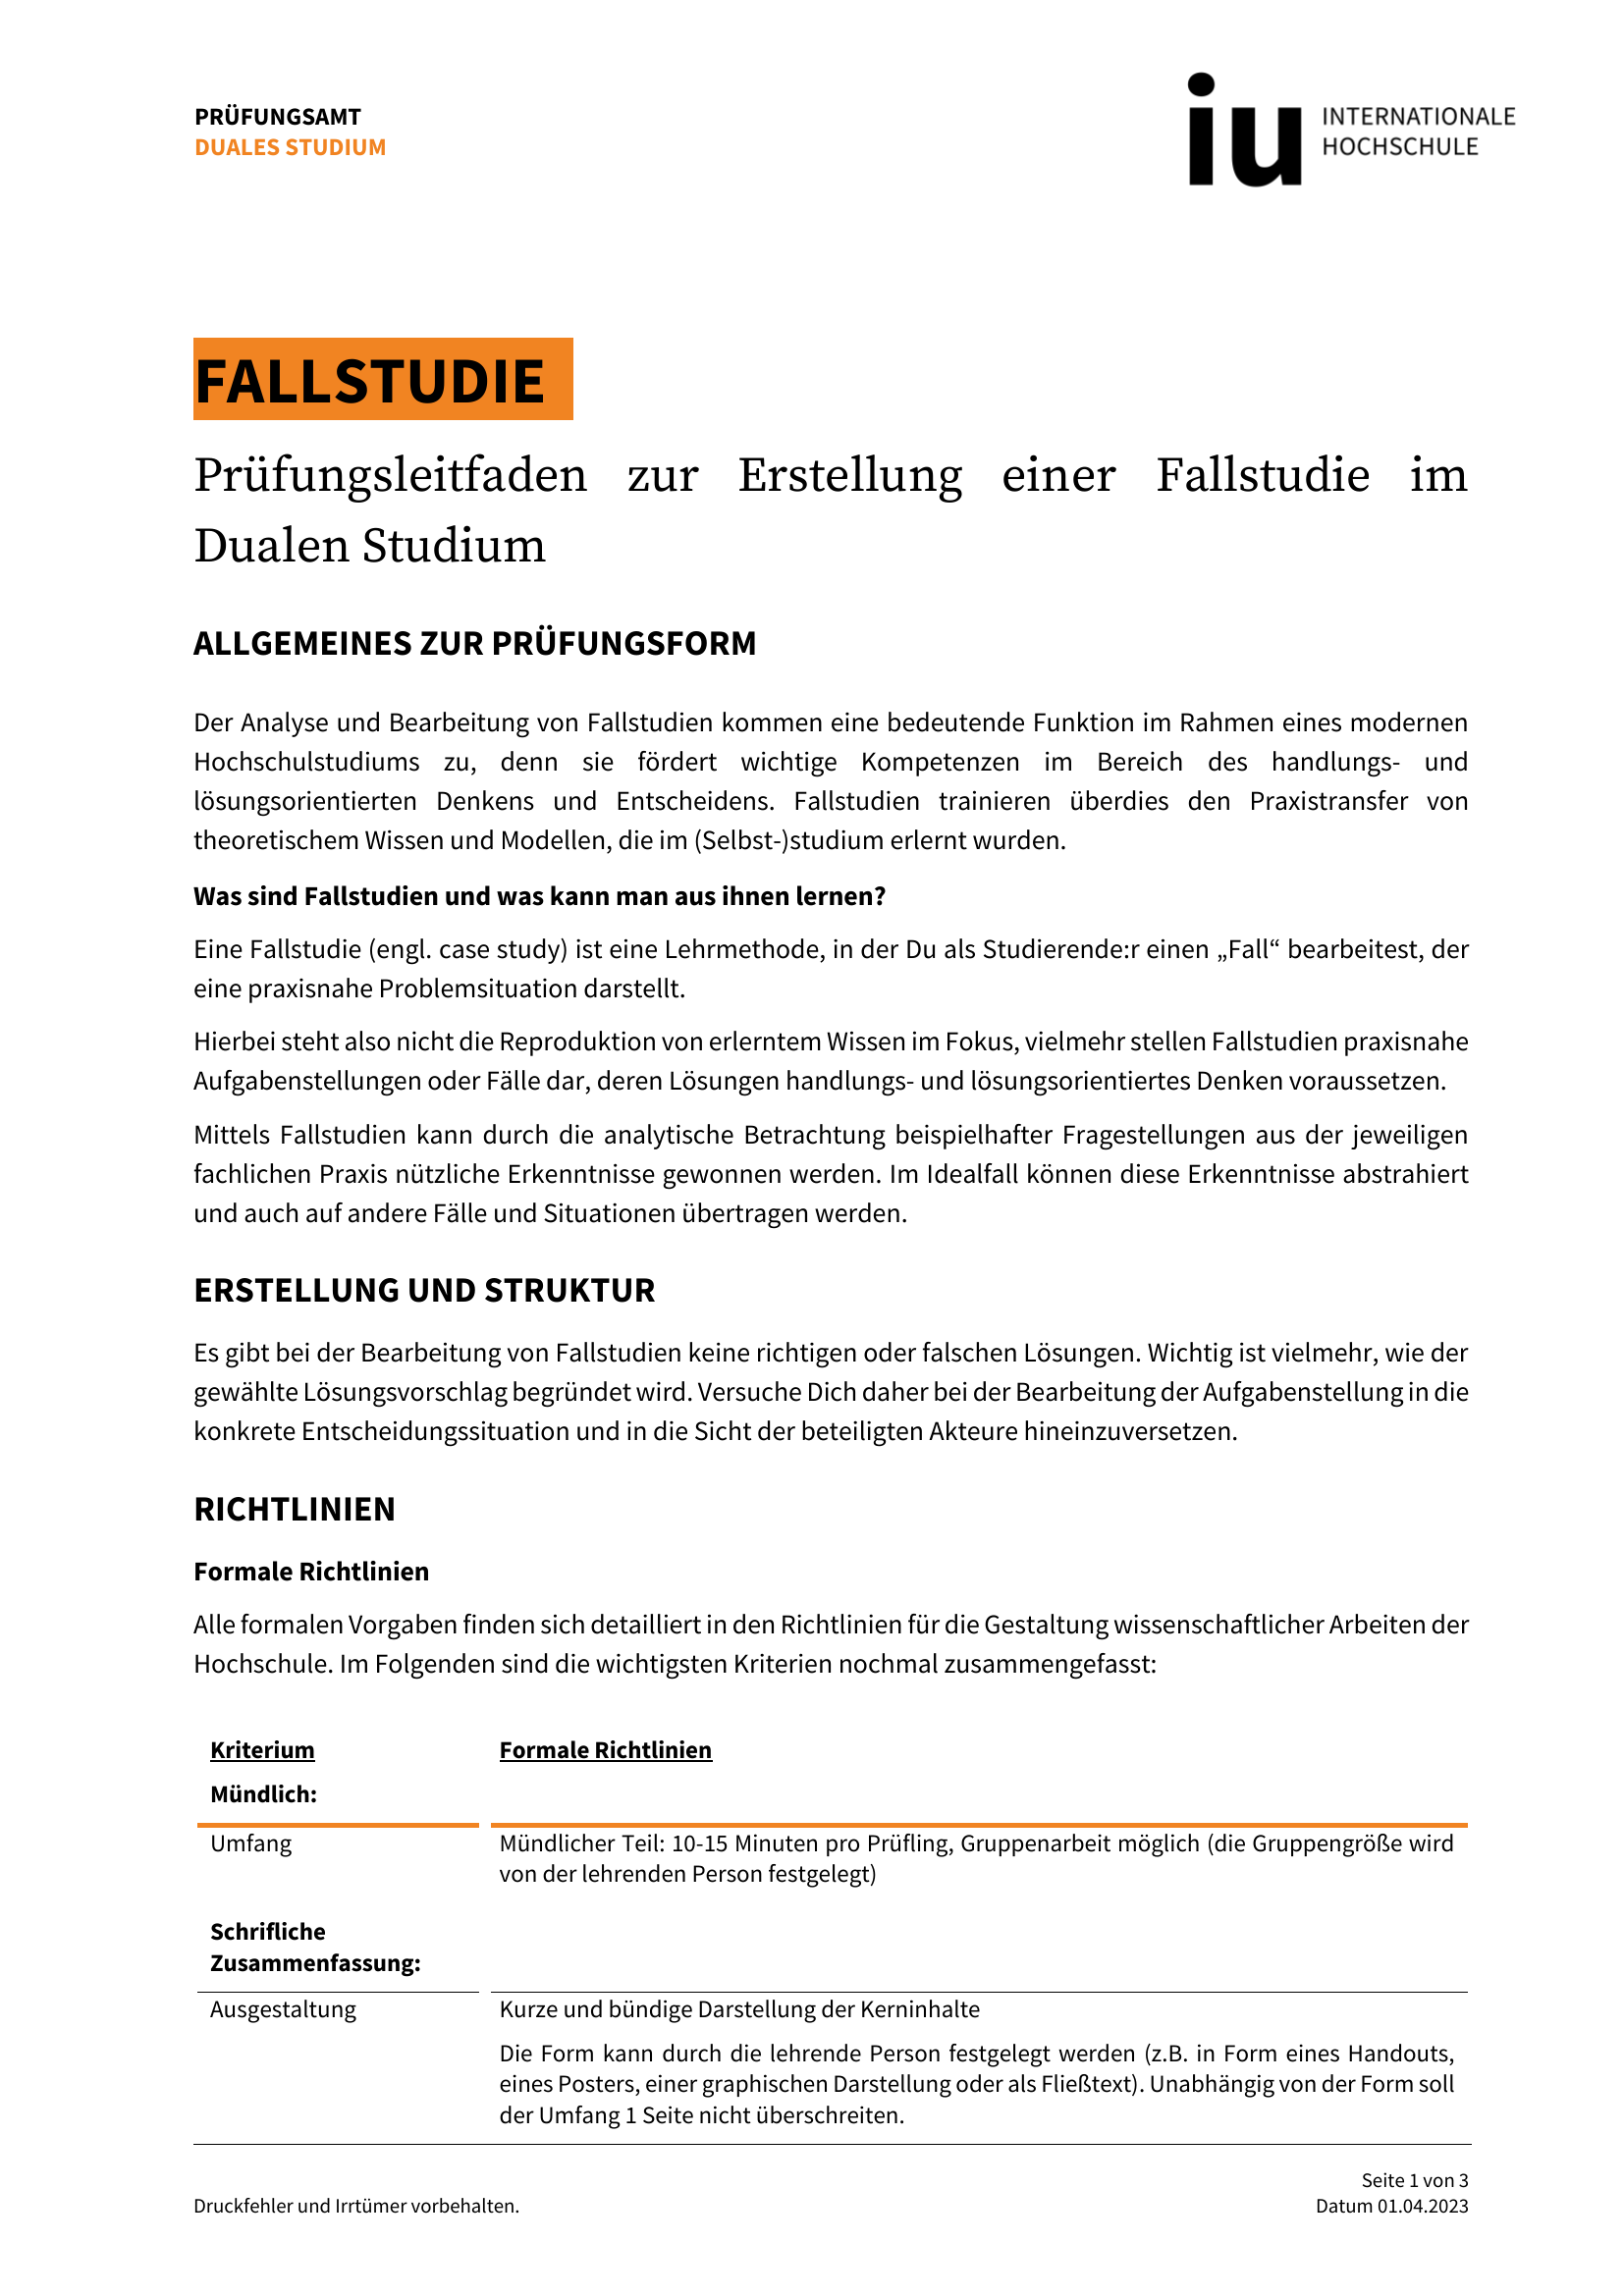 PRÜFUNGSAMT
DUALES STUDIUM
iu INTERNATIONALE
HOCHSCHULE
FALLSTUDIE
Prüfungsleitfaden zur Erstellung einer Fallstudie im
Dualen Studium
ALLGEMEINES ZUR PRÜFUNGSFORM
Der Analyse und Bearbeitung von Fallstudien kommen eine bedeutende Funktion im Rahmen eines modernen
Hochschulstudiums zu, denn sie fördert wichtige Kompetenzen im Bereich des handlungs- und
lösungsorientierten Denkens und Entscheidens. Fallstudien trainieren überdies den Praxistransfer von
theoretischem Wissen und Modellen, die im (Selbst-)studium erlernt wurden.
Was sind Fallstudien und was kann man aus ihnen lernen?
Eine Fallstudie (engl. case study) ist eine Lehrmethode, in der Du als Studierende:r einen „Fall“ bearbeitest, der
eine praxisnahe Problemsituation darstellt.
Hierbei steht also nicht die Reproduktion von erlerntem Wissen im Fokus, vielmehr stellen Fallstudien praxisnahe
Aufgabenstellungen oder Fälle dar, deren Lösungen handlungs- und lösungsorientiertes Denken voraussetzen.
Mittels Fallstudien kann durch die analytische Betrachtung beispielhafter Fragestellungen aus der jeweiligen
fachlichen Praxis nützliche Erkenntnisse gewonnen werden. Im Idealfall können diese Erkenntnisse abstrahiert
und auch auf andere Fälle und Situationen übertragen werden.
ERSTELLUNG UND STRUKTUR
Es gibt bei der Bearbeitung von Fallstudien keine richtigen oder falschen Lösungen. Wichtig ist vielmehr, wie der
gewählte Lösungsvorschlag begründet wird. Versuche Dich daher bei der Bearbeitung der Aufgabenstellung in die
konkrete Entscheidungssituation und in die Sicht der beteiligten Akteure hineinzuversetzen.
RICHTLINIEN
Formale Richtlinien
Alle formalen Vorgaben finden sich detailliert in den Richtlinien für die Gestaltung wissenschaftlicher Arbeiten der
Hochschule. Im Folgenden sind die wichtigsten Kriterien nochmal zusammengefasst:
Kriterium Formale Richtlinien
Mündlich:
Umfang Mündlicher Teil: 10-15 Minuten pro Prüfling, Gruppenarbeit möglich (die Gruppengröße wird
von der lehrenden Person festgelegt)
Schrifliche
Zusammenfassung:
Ausgestaltung Kurze und bündige Darstellung der Kerninhalte
Die Form kann durch die lehrende Person festgelegt werden (z.B. in Form eines Handouts,
eines Posters, einer graphischen Darstellung oder als Fließtext). Unabhängig von der Form soll
der Umfang 1 Seite nicht überschreiten.
Seite 1 von 3
Druckfehler und Irrtümer vorbehalten. Datum 01.04.2023